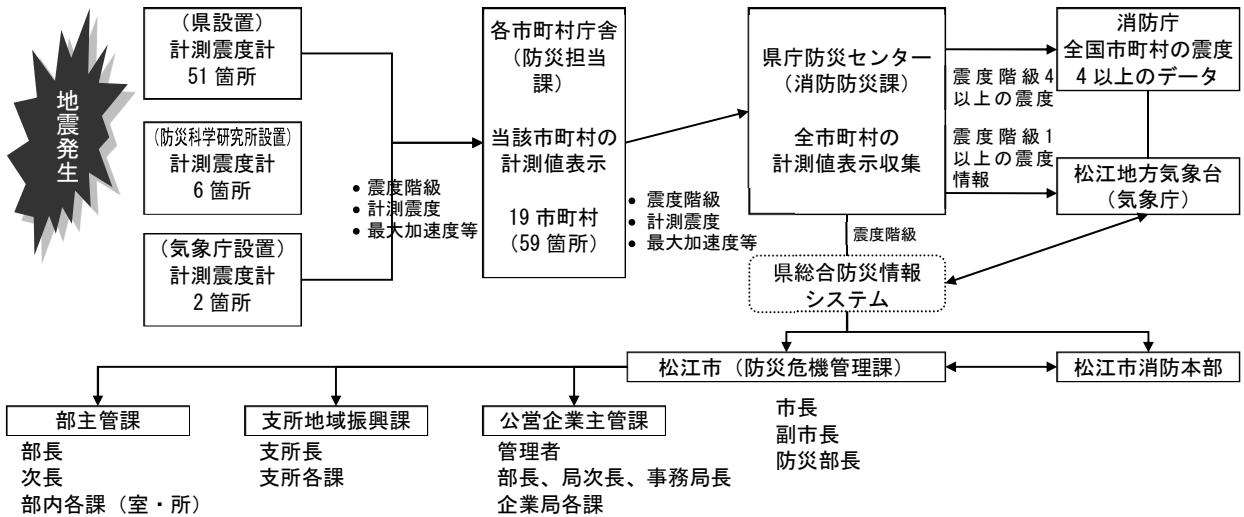 地震発生
（県設置）
計測震度計
51 箇所
（防災科学研究所設置）
計測震度計
6 箇所
（気象庁設置）
計測震度計
2 箇所
• 震度階級
• 計測震度
• 最大加速度等
各市町村庁舎
（防災担当
課）
当該市町村の
計測値表示
19 市町村
（59 箇所）
• 震度階級
• 計測震度
• 最大加速度等
県庁防災センター
（消防防災課）
全市町村の
計測値表示収集
震度階級4
以上の震度
震度階級1
以上の震度
情報
消防庁
全国市町村の震度
4 以上のデータ
松江地方気象台
（気象庁）
震度階級
県総合防災情報
システム
松江市（防災危機管理課）
松江市消防本部
市長
副市長
防災部長
部主管課
部長
次長
部内各課（室・所）
支所地域振興課
支所長
支所各課
公営企業主管課
管理者
部長、局次長、事務局長
企業局各課